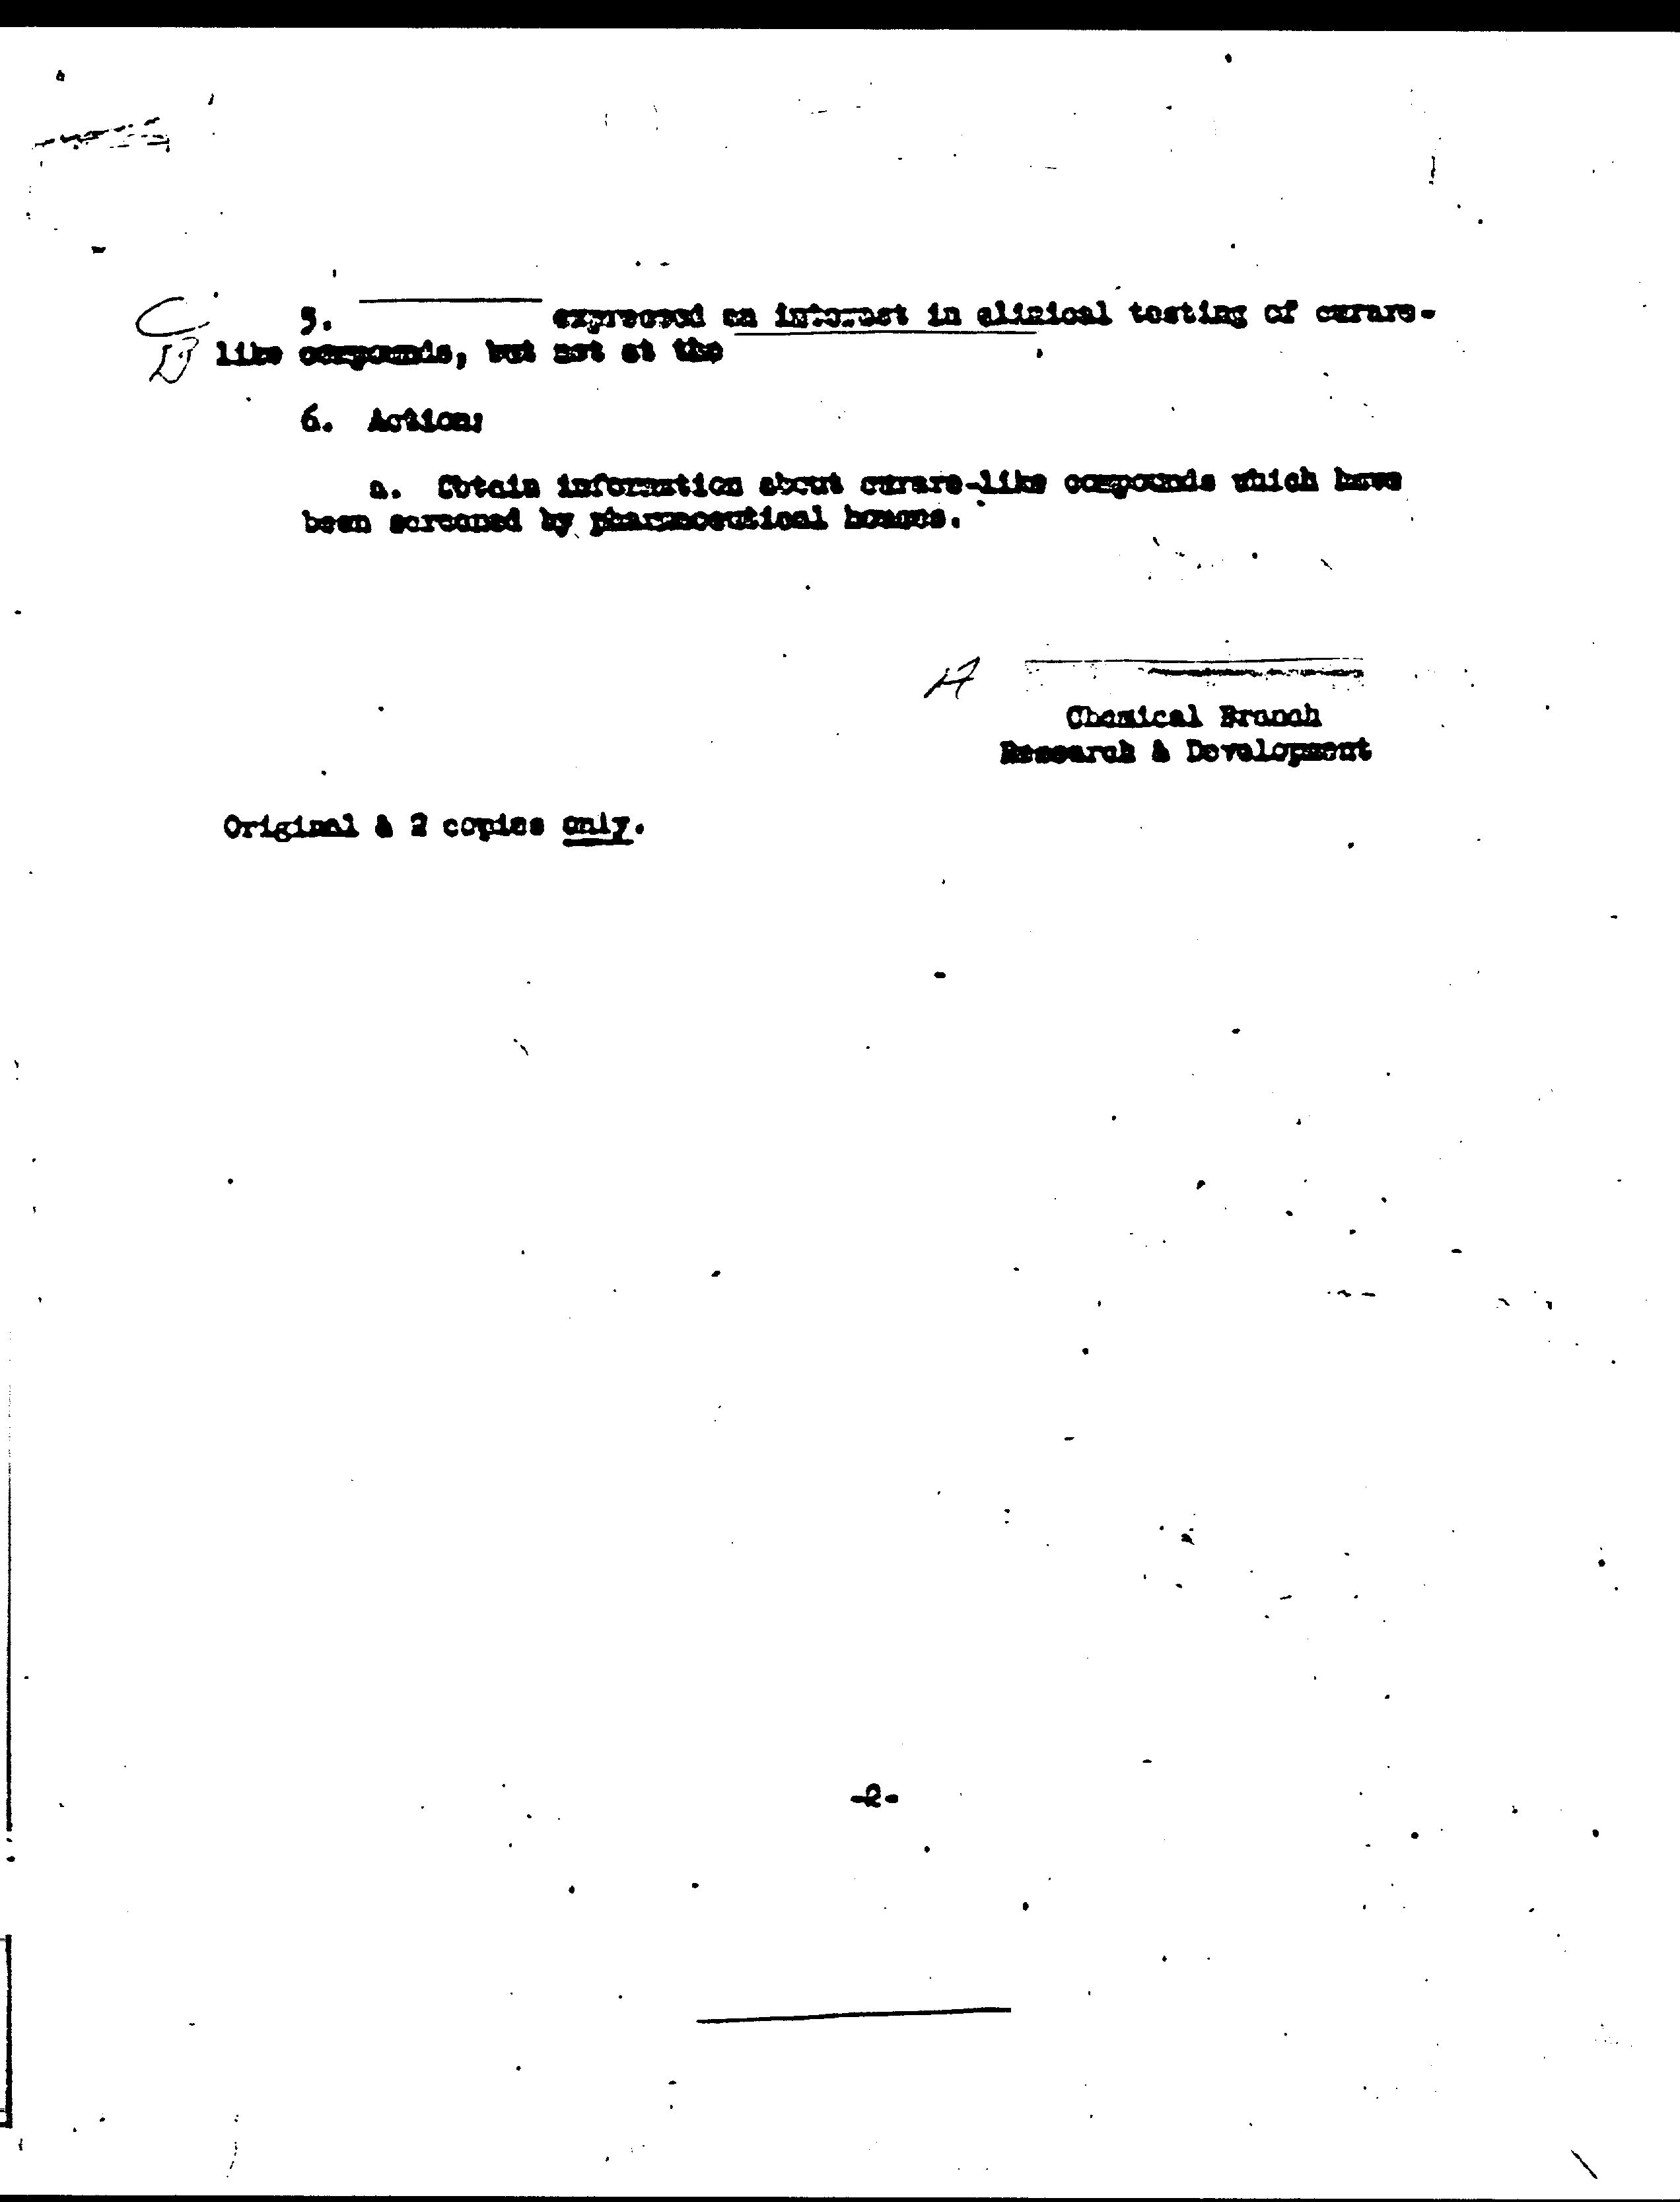 C 5. expressed an interest in clinical testing of curare-
B like compounds, but not at the
6. Action:
a. Obtain information about curare-like compounds which have
been screened by pharmaceutical houses.
A
Chemical Branch
Research & Development
Original & 2 copies only.
-2-